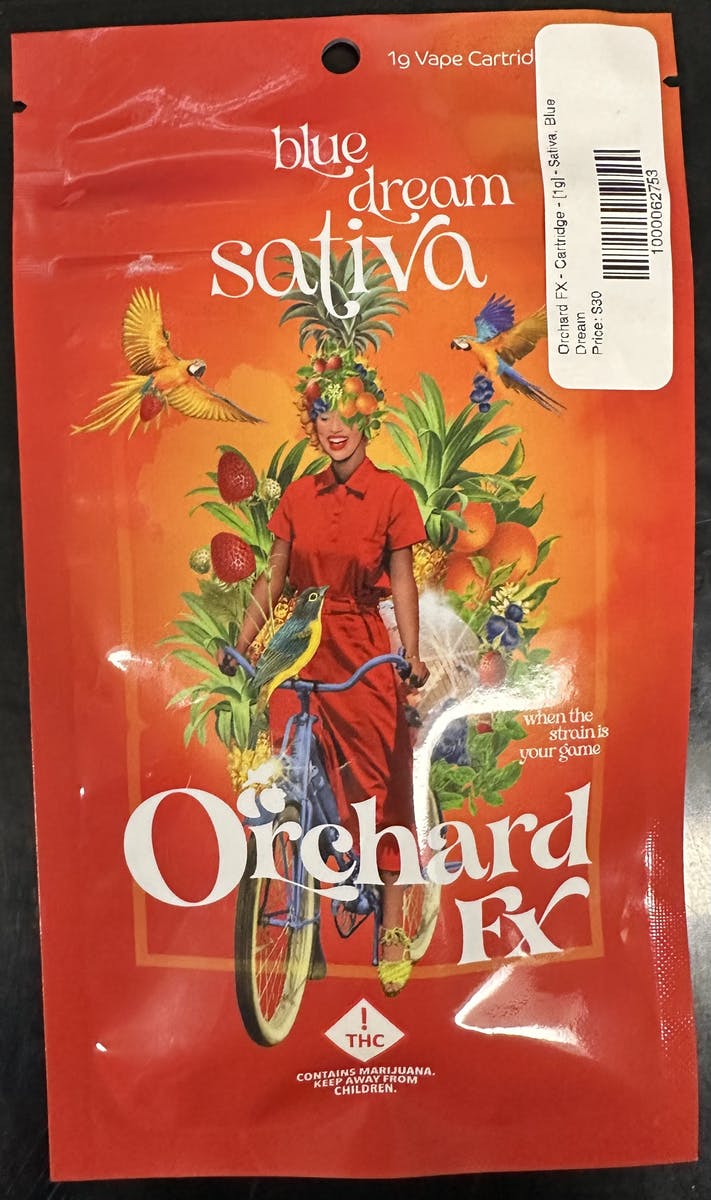 1g Vape Cartrid
blue
dream
sativa
Orchard FX - Cartridge - [1g] - Sativa, Blue
Dream
Price: $30
1000062753
when the
strain is
your game
Orchard
Fx
!
THC
CONTAINS MARIJUANA.
KEEP AWAY FROM
CHILDREN.